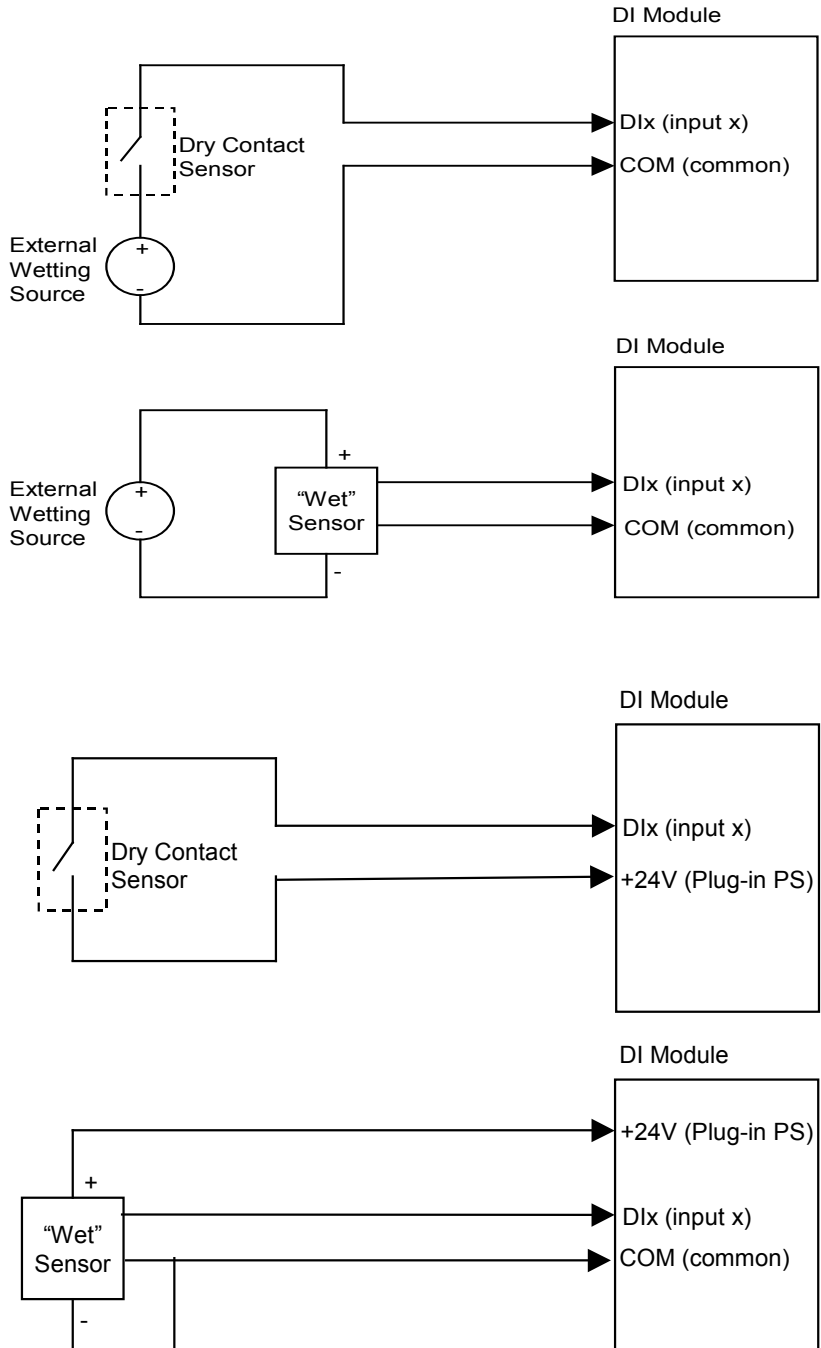 DI Module
DIx (input x)
Dry Contact
Sensor
COM (common)
External
Wetting
Source
+
-
DI Module
+
External
Wetting
Source
+
-
“Wet”
Sensor
DIx (input x)
COM (common)
-
DI Module
DIx (input x)
Dry Contact
Sensor
+24V (Plug-in PS)
DI Module
+24V (Plug-in PS)
+
“Wet”
Sensor
DIx (input x)
COM (common)
-